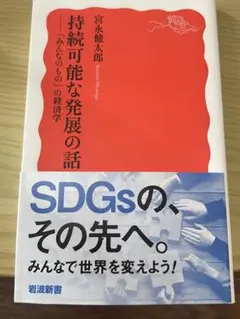 宮永健太郎
持続可能な発展の話
──「みんなのもの」の経済学
SDGsの、
その先へ。
みんなで世界を変えよう!
岩波新書